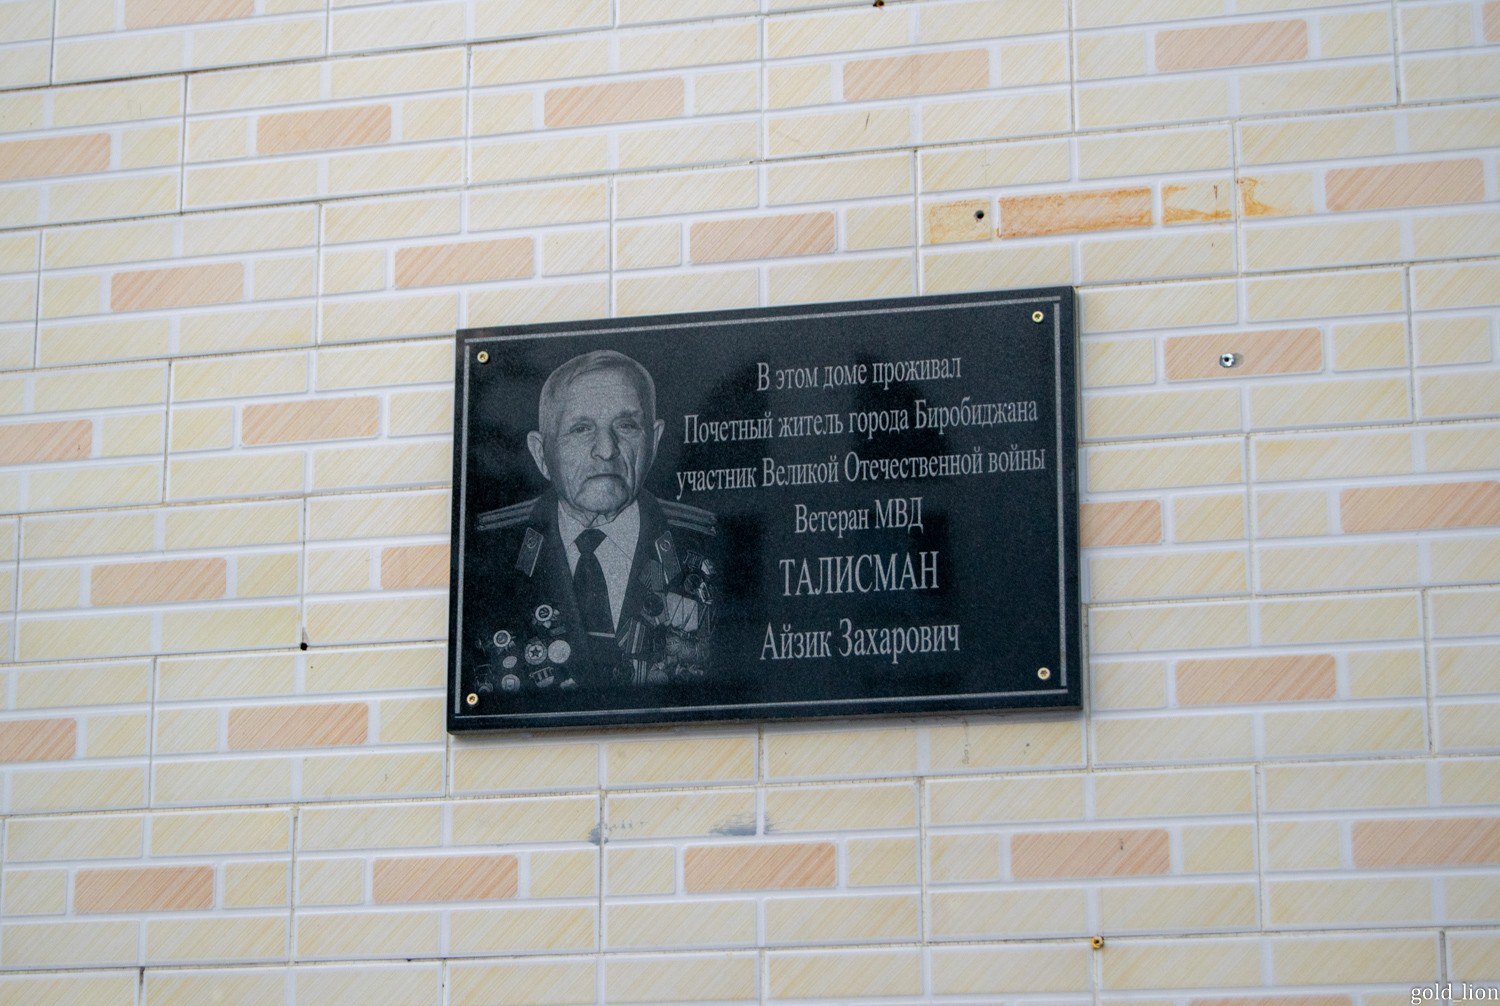 В этом доме проживал
Почетный житель города Биробиджана
участник Великой Отечественной войны
Ветеран МВД
ТАЛИСМАН
Айзик Захарович
gold_lion